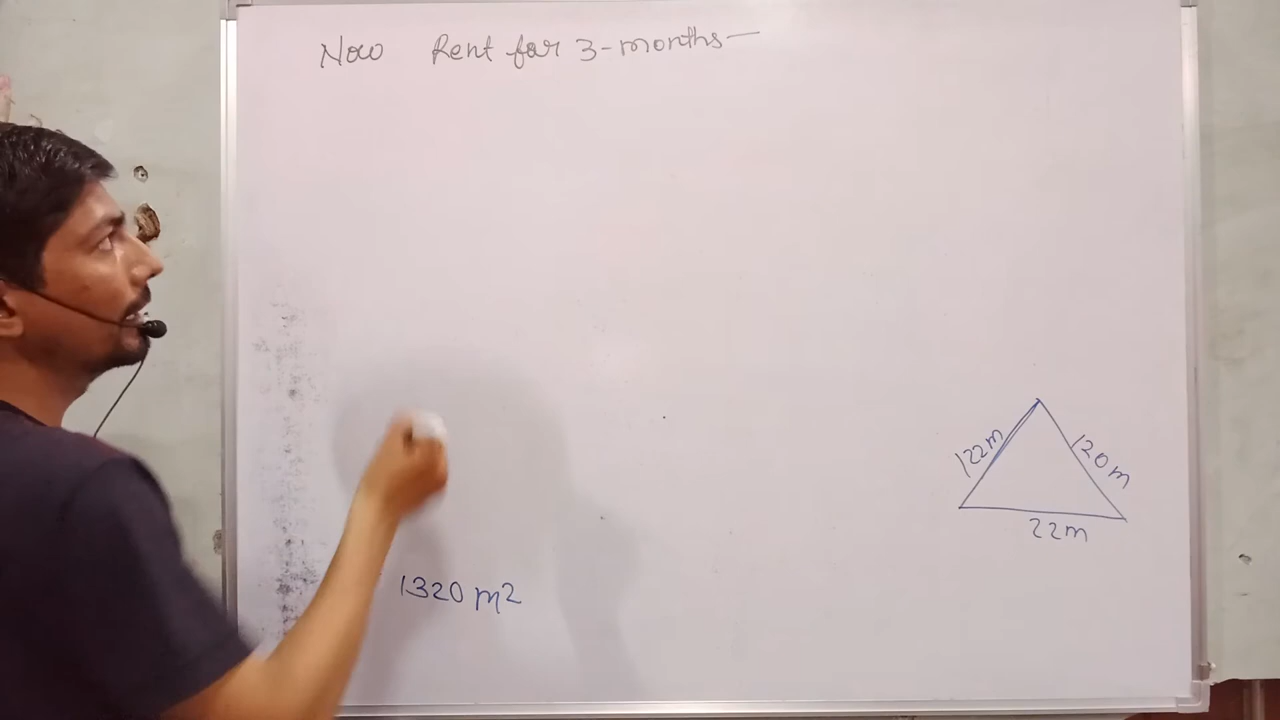 Now Rent for 3-months—
122m
120m
22m
1320 m2